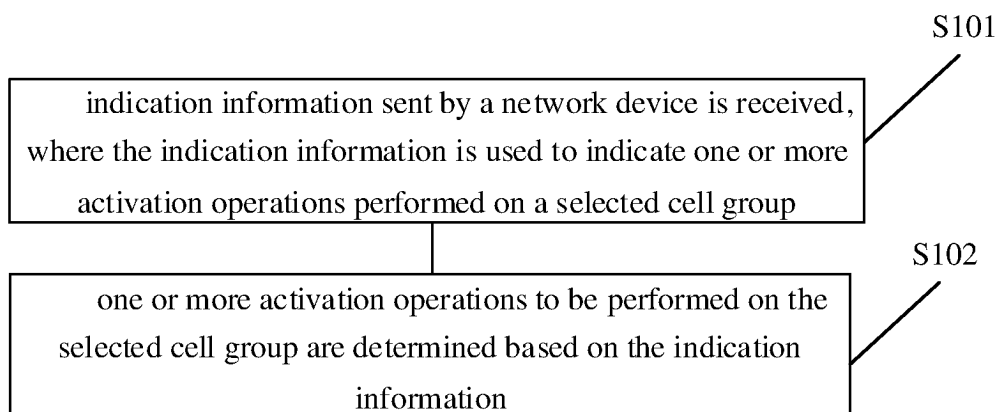 S101
indication information sent by a network device is received,
where the indication information is used to indicate one or more
activation operations performed on a selected cell group
S102
one or more activation operations to be performed on the
selected cell group are determined based on the indication
information